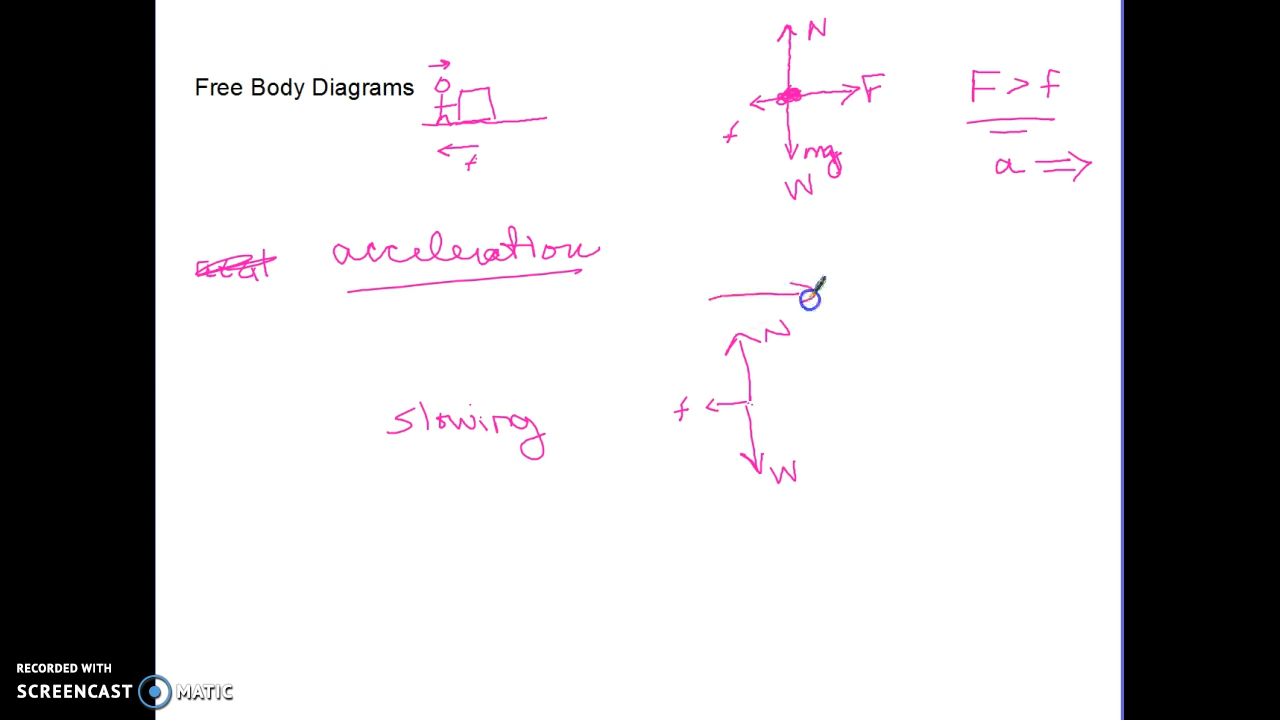 Free Body Diagrams
f
N
F
f
mg
W
F > f
a ⇒
acceleration
N
f
W
slowing
RECORDED WITH
SCREENCAST MATIC